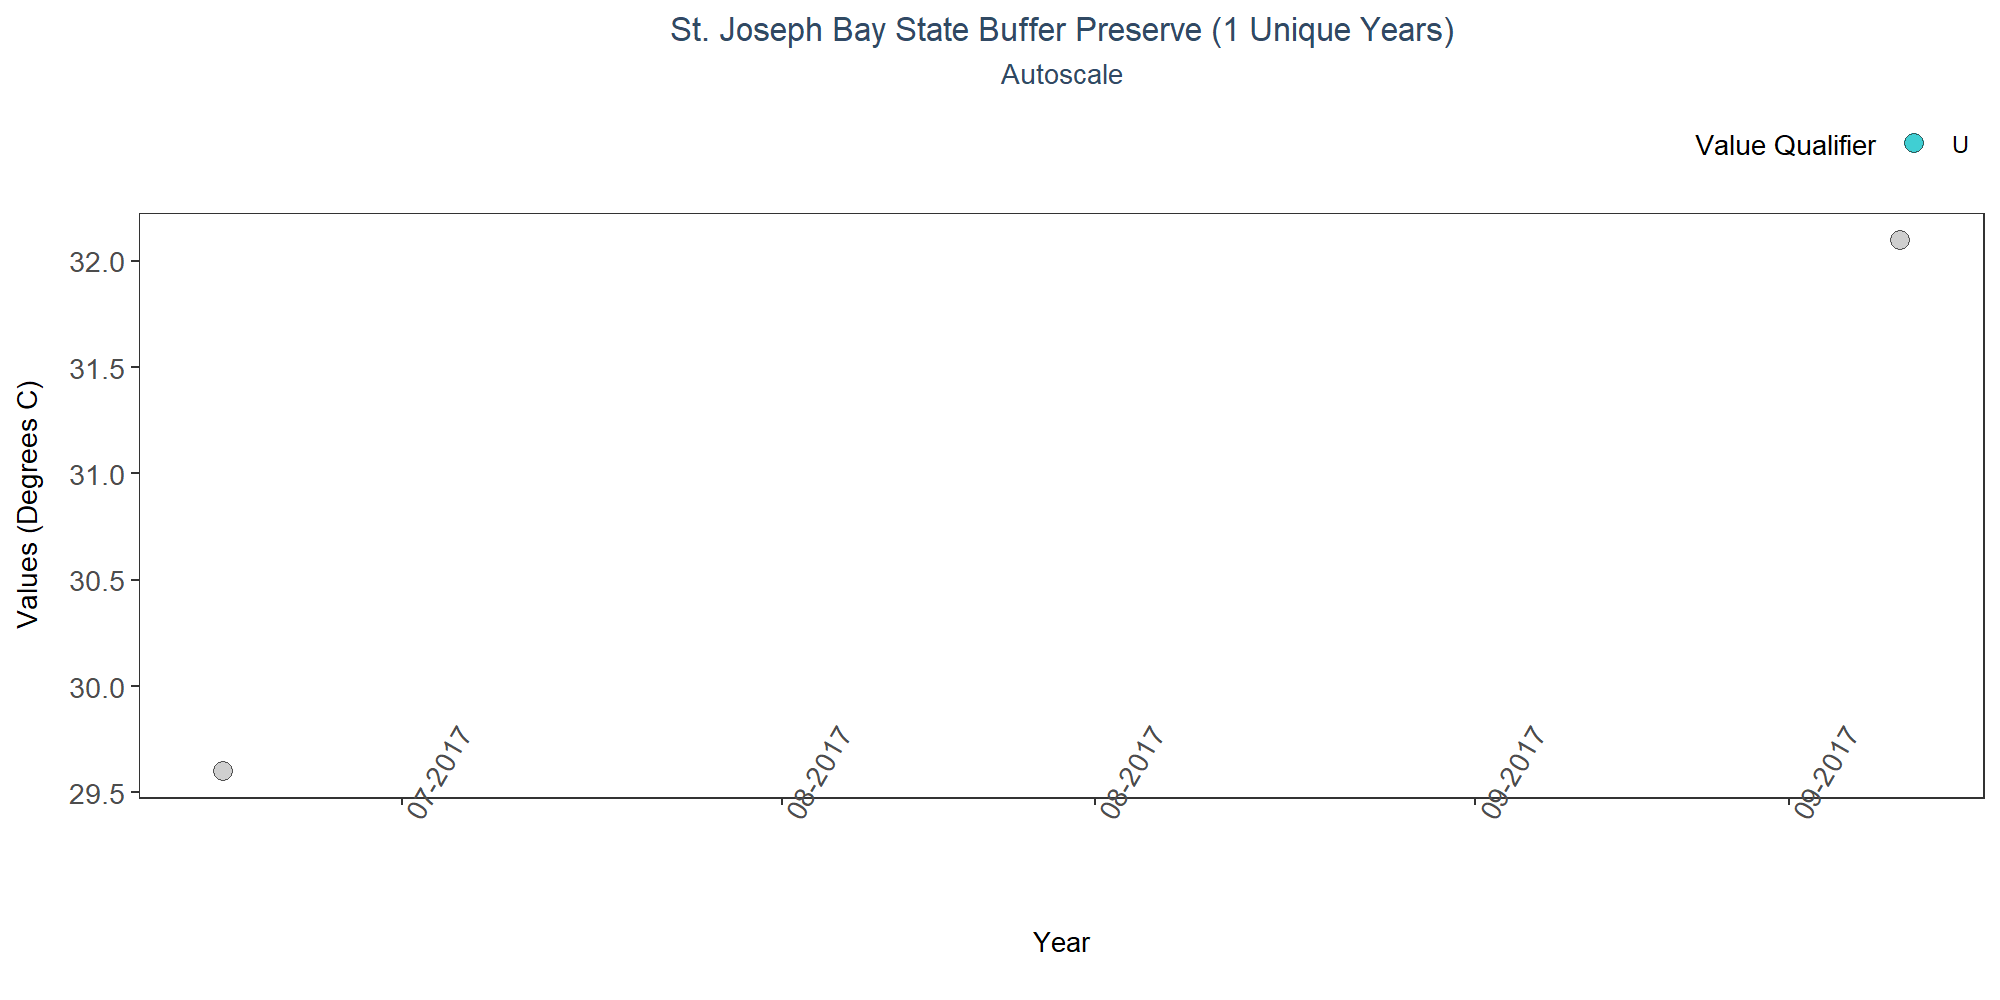 St. Joseph Bay State Buffer Preserve (1 Unique Years)
Autoscale
Value Qualifier U
Values (Degrees C)
32.0
31.5
31.0
30.5
30.0
29.5
07-2017 08-2017 08-2017 09-2017 09-2017
Year